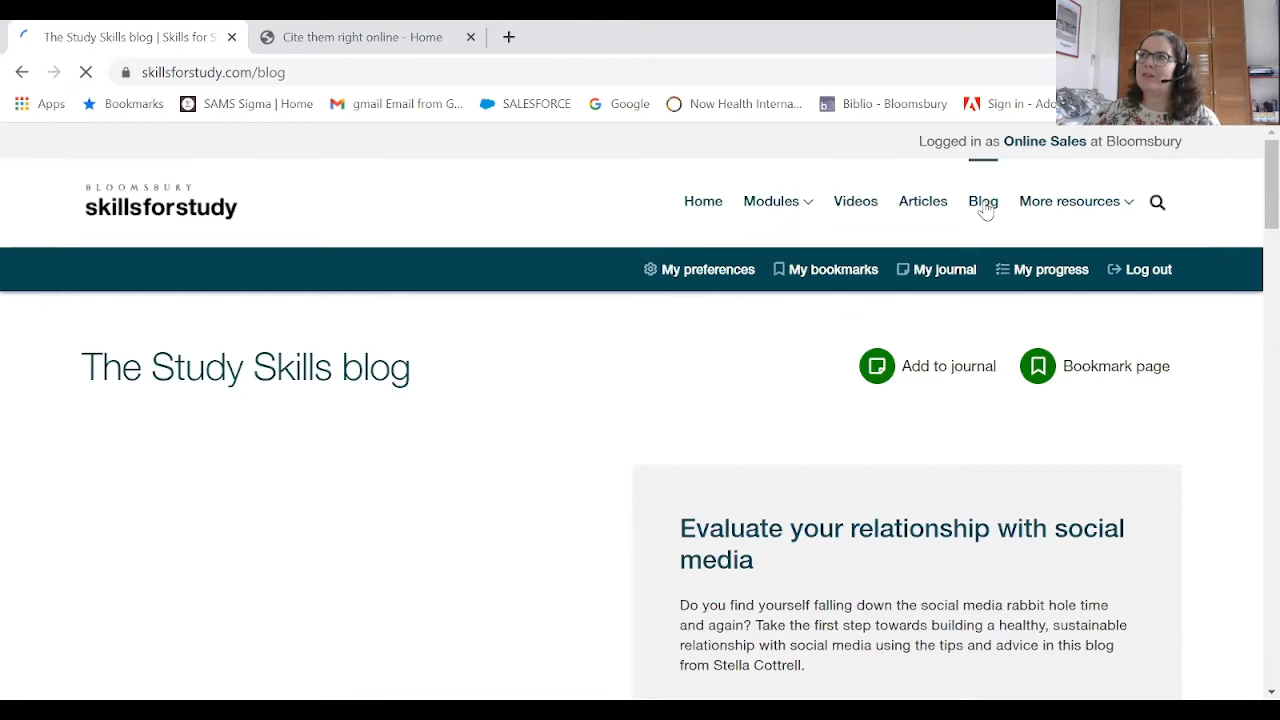 The Study Skills blog | Skills for S
Cite them right online - Home
skillsforstudy.com/blog
Apps
Bookmarks
SAMS Sigma | Home
gmail Email from G...
SALESFORCE
Google
Now Health Interna...
Biblio - Bloomsbury
Sign in - Ado
Logged in as Online Sales at Bloomsbury
BLOOMSBURY
skillsforstudy
Home
Modules
Videos
Articles
Blog
More resources
My preferences
My bookmarks
My journal
My progress
Log out
The Study Skills blog
Add to journal
Bookmark page
Evaluate your relationship with social
media
Do you find yourself falling down the social media rabbit hole time
and again? Take the first step towards building a healthy, sustainable
relationship with social media using the tips and advice in this blog
from Stella Cottrell.